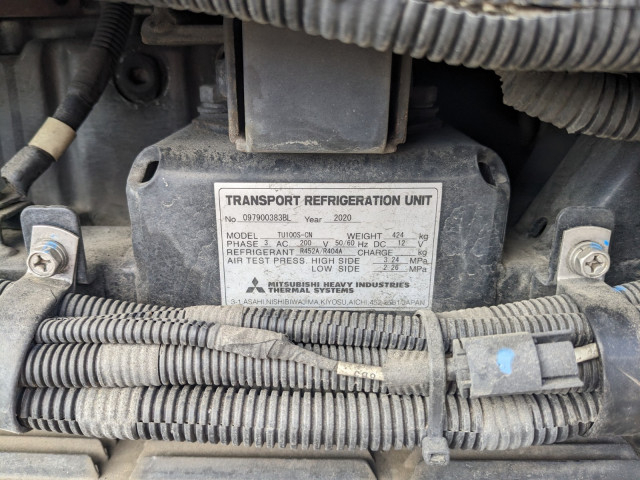 TRANSPORT REFRIGERATION UNIT
No 097900383BL Year 2020
MODEL TU100S-CN WEIGHT 424 kg
PHASE 3 AC 200 V 50/60 Hz DC 12 V
REFRIGERANT R452A/R404A CHARGE kg
AIR TEST PRESS. HIGH SIDE 3.24 MPa
LOW SIDE 2.26 MPa
MITSUBISHI HEAVY INDUSTRIES
THERMAL SYSTEMS
3-1,ASAHI,NISHIBIWAJIMA,KIYOSU,AICHI, JAPAN